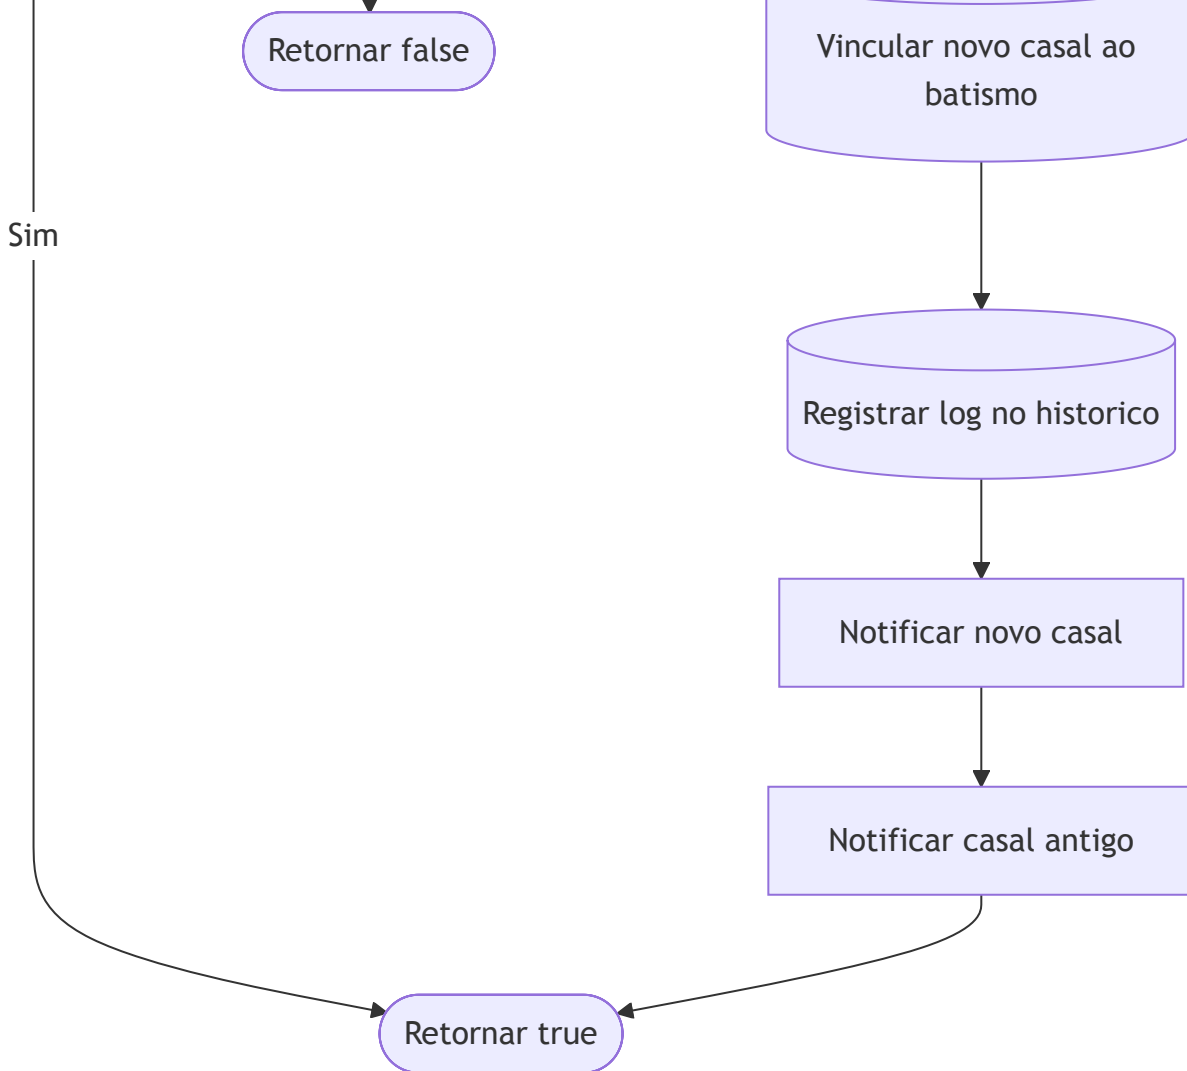 Retornar false
Vincular novo casal ao
batismo
Sim
Registrar log no historico
Notificar novo casal
Notificar casal antigo
Retornar true